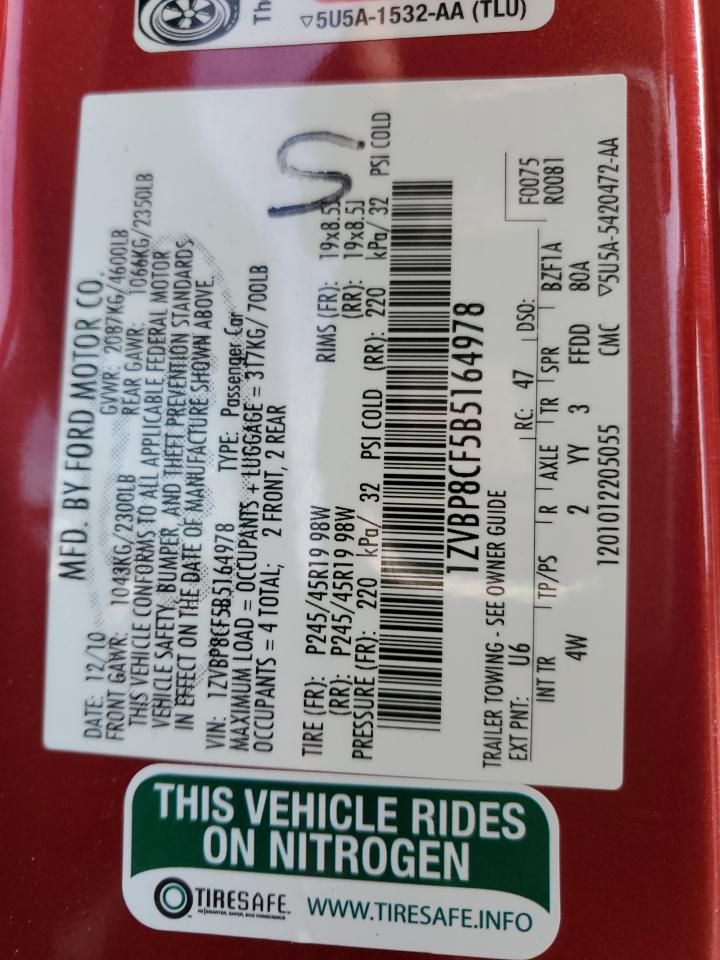 Th
▽5U5A-1532-AA (TLU)
MFD. BY FORD MOTOR CO.
DATE: 12/10 GVWR: 2087KG/4600LB
FRONT GAWR: 1043KG/2300LB REAR GAWR: 1066KG/2350LB
THIS VEHICLE CONFORMS TO ALL APPLICABLE FEDERAL MOTOR
VEHICLE SAFETY, BUMPER, AND THEFT PREVENTION STANDARDS
IN EFFECT ON THE DATE OF MANUFACTURE SHOWN ABOVE.
VIN: 1ZVBP8CF5B5164978 TYPE: Passenger Car
MAXIMUM LOAD = OCCUPANTS + LUGGAGE = 317KG/ 700LB
OCCUPANTS = 4 TOTAL; 2 FRONT, 2 REAR
5
TIRE (FR): P245/45R19 98W RIMS (FR): 19x8.5J
(RR): P245/45R19 98W (RR): 19x8.5J
PRESSURE (FR): 220 kPa/ 32 PSI COLD (RR): 220 kPa/ 32 PSI COLD
1ZVBP8CF5B5164978
TRAILER TOWING - SEE OWNER GUIDE
EXT PNT: U6 RC: 47 DSO: F0075
R0081
INT TR TP/PS R AXLE TR SPR BZF1A
4W 2 YY 3 FFDD 80A
1201012205055 CMC ▽5U5A-5420472-AA
THIS VEHICLE RIDES
ON NITROGEN
TIRESAFE
WWW.TIRESAFE.INFO